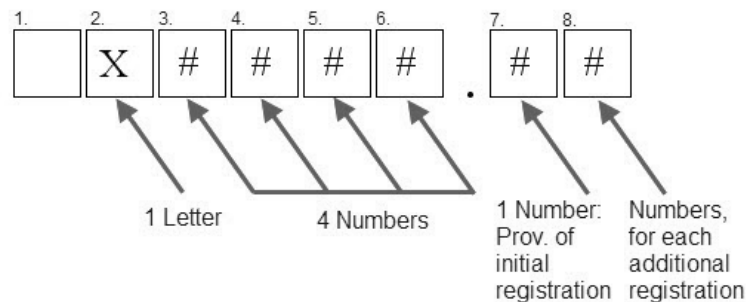 1. 2. 3. 4. 5. 6. 7. 8.
X # # # # . # #
1 Letter
4 Numbers
1 Number:
Prov. of
initial
registration
Numbers,
for each
additional
registration